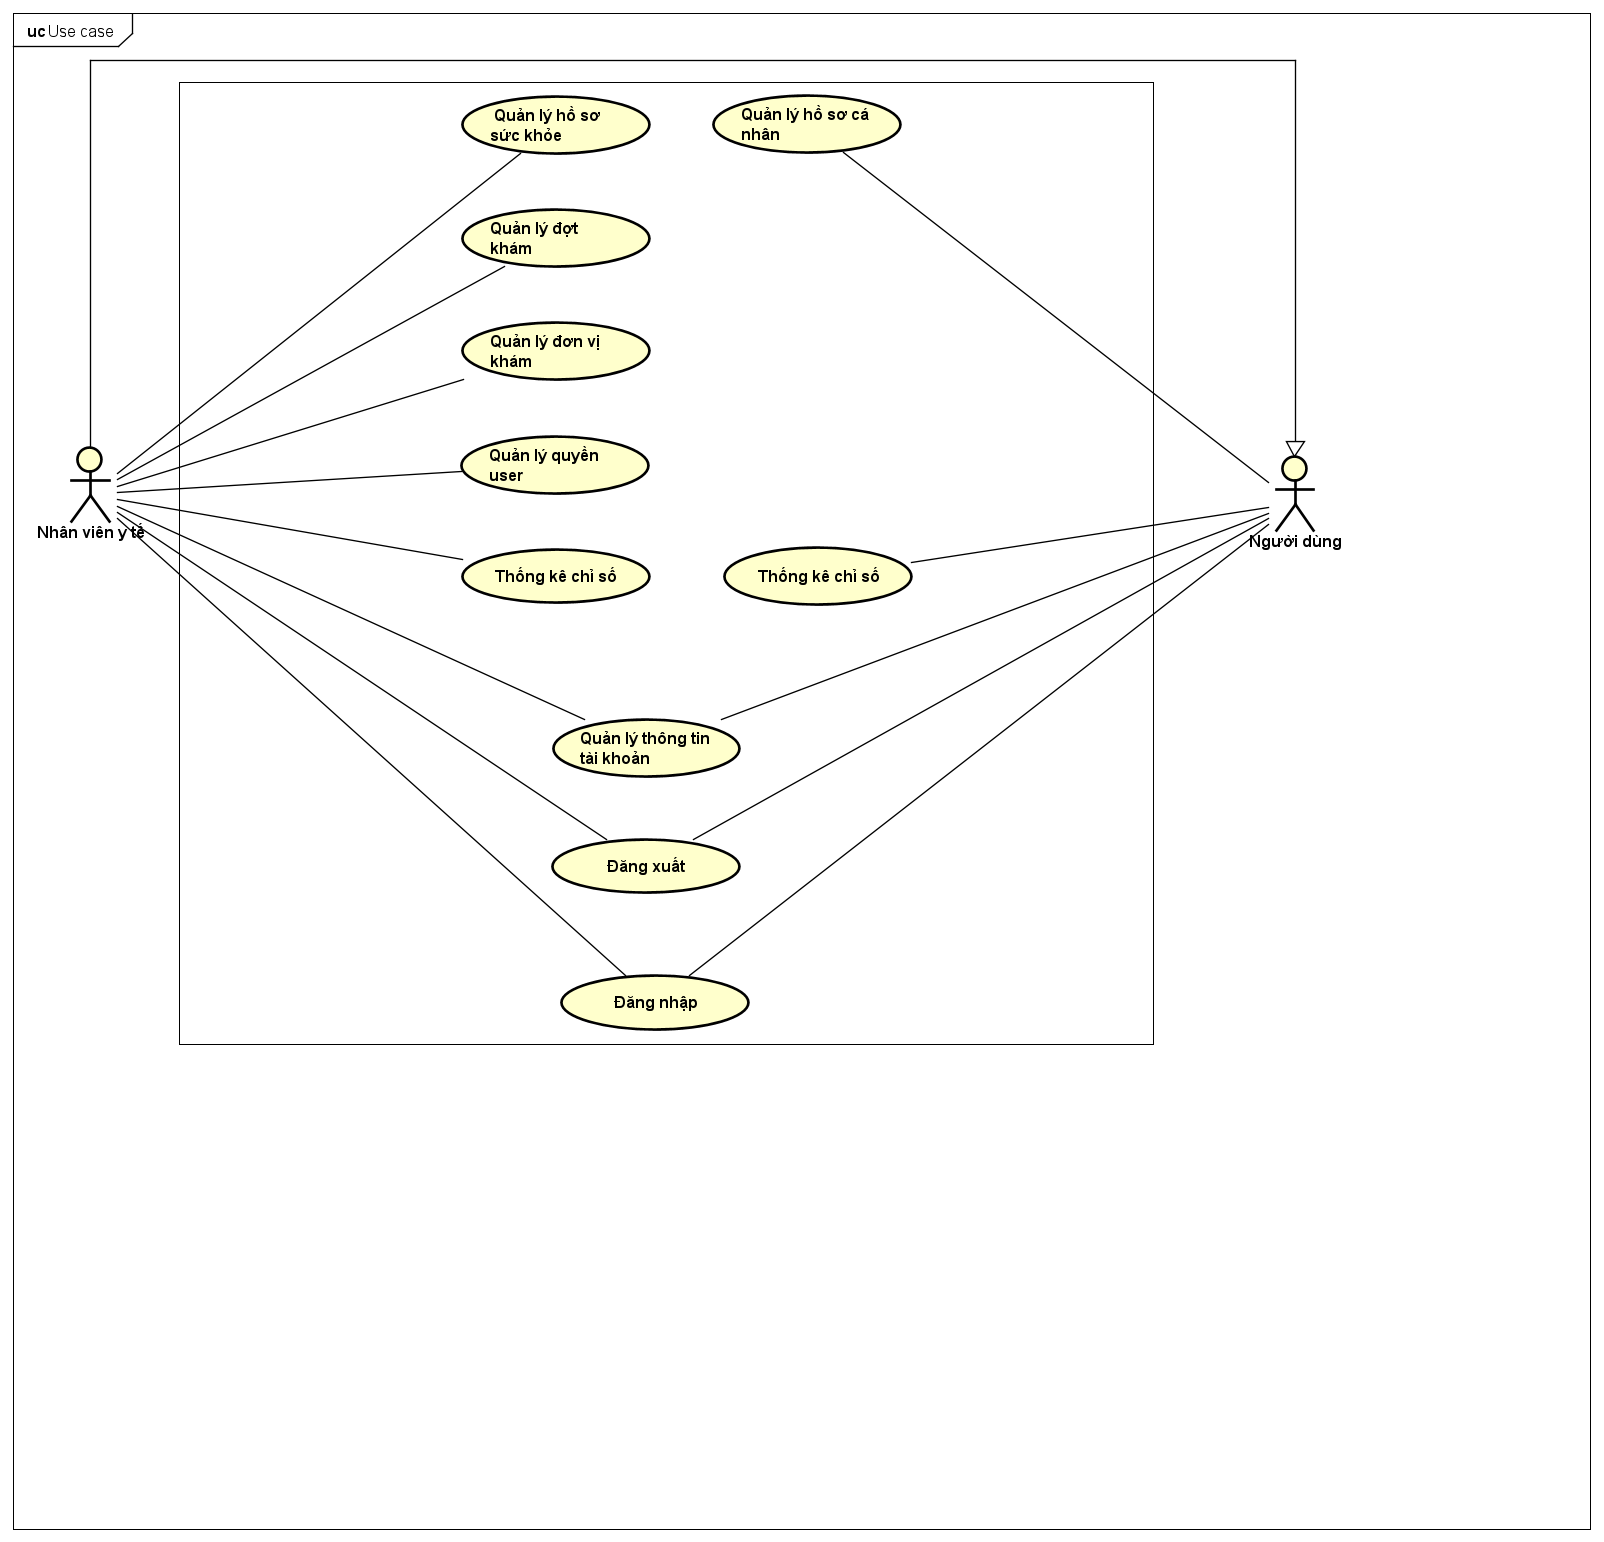 uc Use case
Quản lý hồ sơ
sức khỏe
Quản lý hồ sơ cá
nhân
Quản lý đợt
khám
Quản lý đơn vị
khám
Quản lý quyền
user
Nhân viên y tế
Người dùng
Thống kê chỉ số
Thống kê chỉ số
Quản lý thông tin
tài khoản
Đăng xuất
Đăng nhập